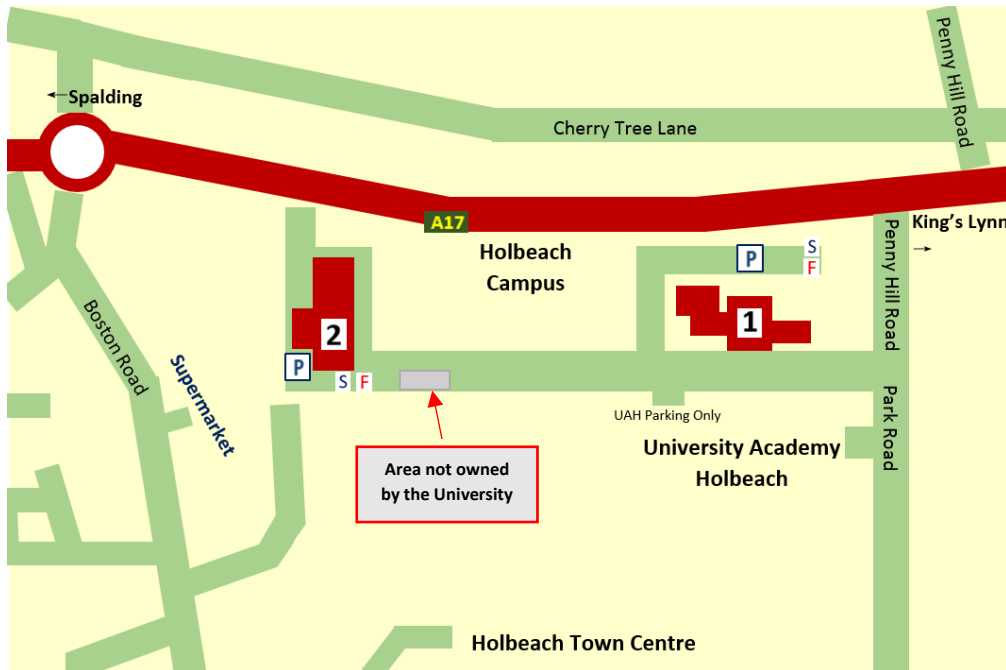 Penny Hill Road
←Spalding
Cherry Tree Lane
A17
King's Lynn
→
Holbeach
Campus
Penny Hill Road
P
S
F
1
2
Boston Road
Supermarket
P
S
F
UAH Parking Only
Park Road
University Academy
Holbeach
Area not owned
by the University
Holbeach Town Centre